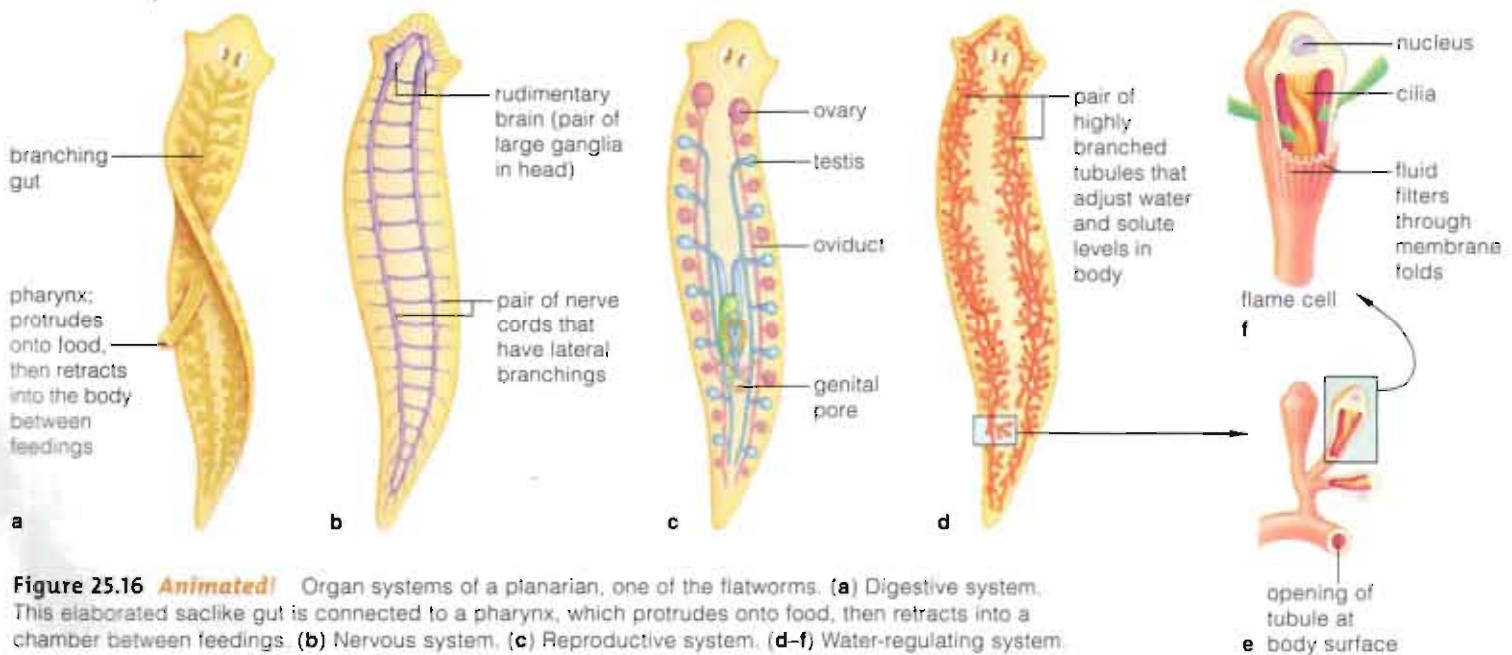 branching
gut
pharynx;
protrudes
onto food,
then retracts
into the body
between
feedings
a
rudimentary
brain (pair of
large ganglia
in head)
pair of nerve
cords that
have lateral
branchings
b
ovary
testis
oviduct
genital
pore
c
pair of
highly
branched
tubules that
adjust water
and solute
levels in
body
d
nucleus
cilia
fluid
filters
through
membrane
folds
flame cell
f
opening of
tubule at
body surface
e
Figure 25.16 Animated! Organ systems of a planarian, one of the flatworms. (a) Digestive system.
This elaborated saclike gut is connected to a pharynx, which protrudes onto food, then retracts into a
chamber between feedings. (b) Nervous system. (c) Reproductive system. (d–f) Water-regulating system.